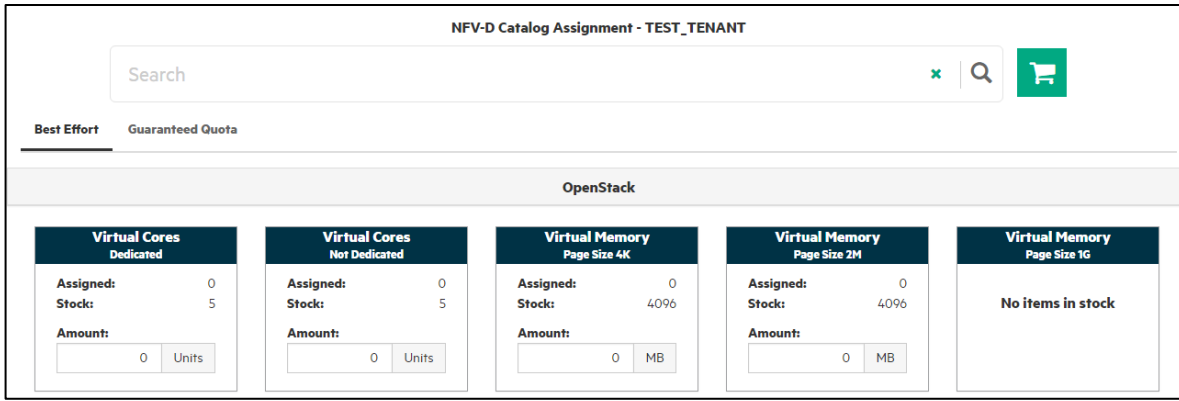 NFV-D Catalog Assignment - TEST_TENANT
Search
Best Effort Guaranteed Quota
OpenStack
Virtual Cores
Dedicated
Assigned: 0
Stock: 5
Amount:
0 Units
Virtual Cores
Not Dedicated
Assigned: 0
Stock: 5
Amount:
0 Units
Virtual Memory
Page Size 4K
Assigned: 0
Stock: 4096
Amount:
0 MB
Virtual Memory
Page Size 2M
Assigned: 0
Stock: 4096
Amount:
0 MB
Virtual Memory
Page Size 1G
No items in stock